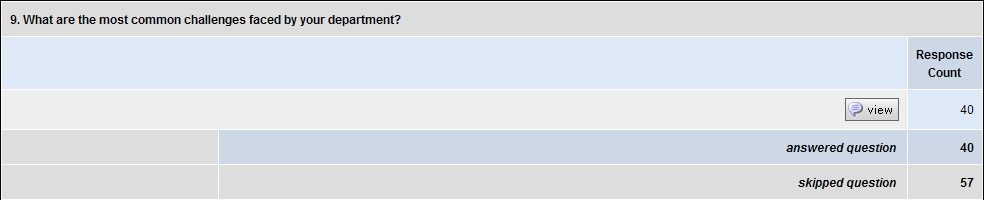 9. What are the most common challenges faced by your department?
Response
Count
view 40
answered question 40
skipped question 57